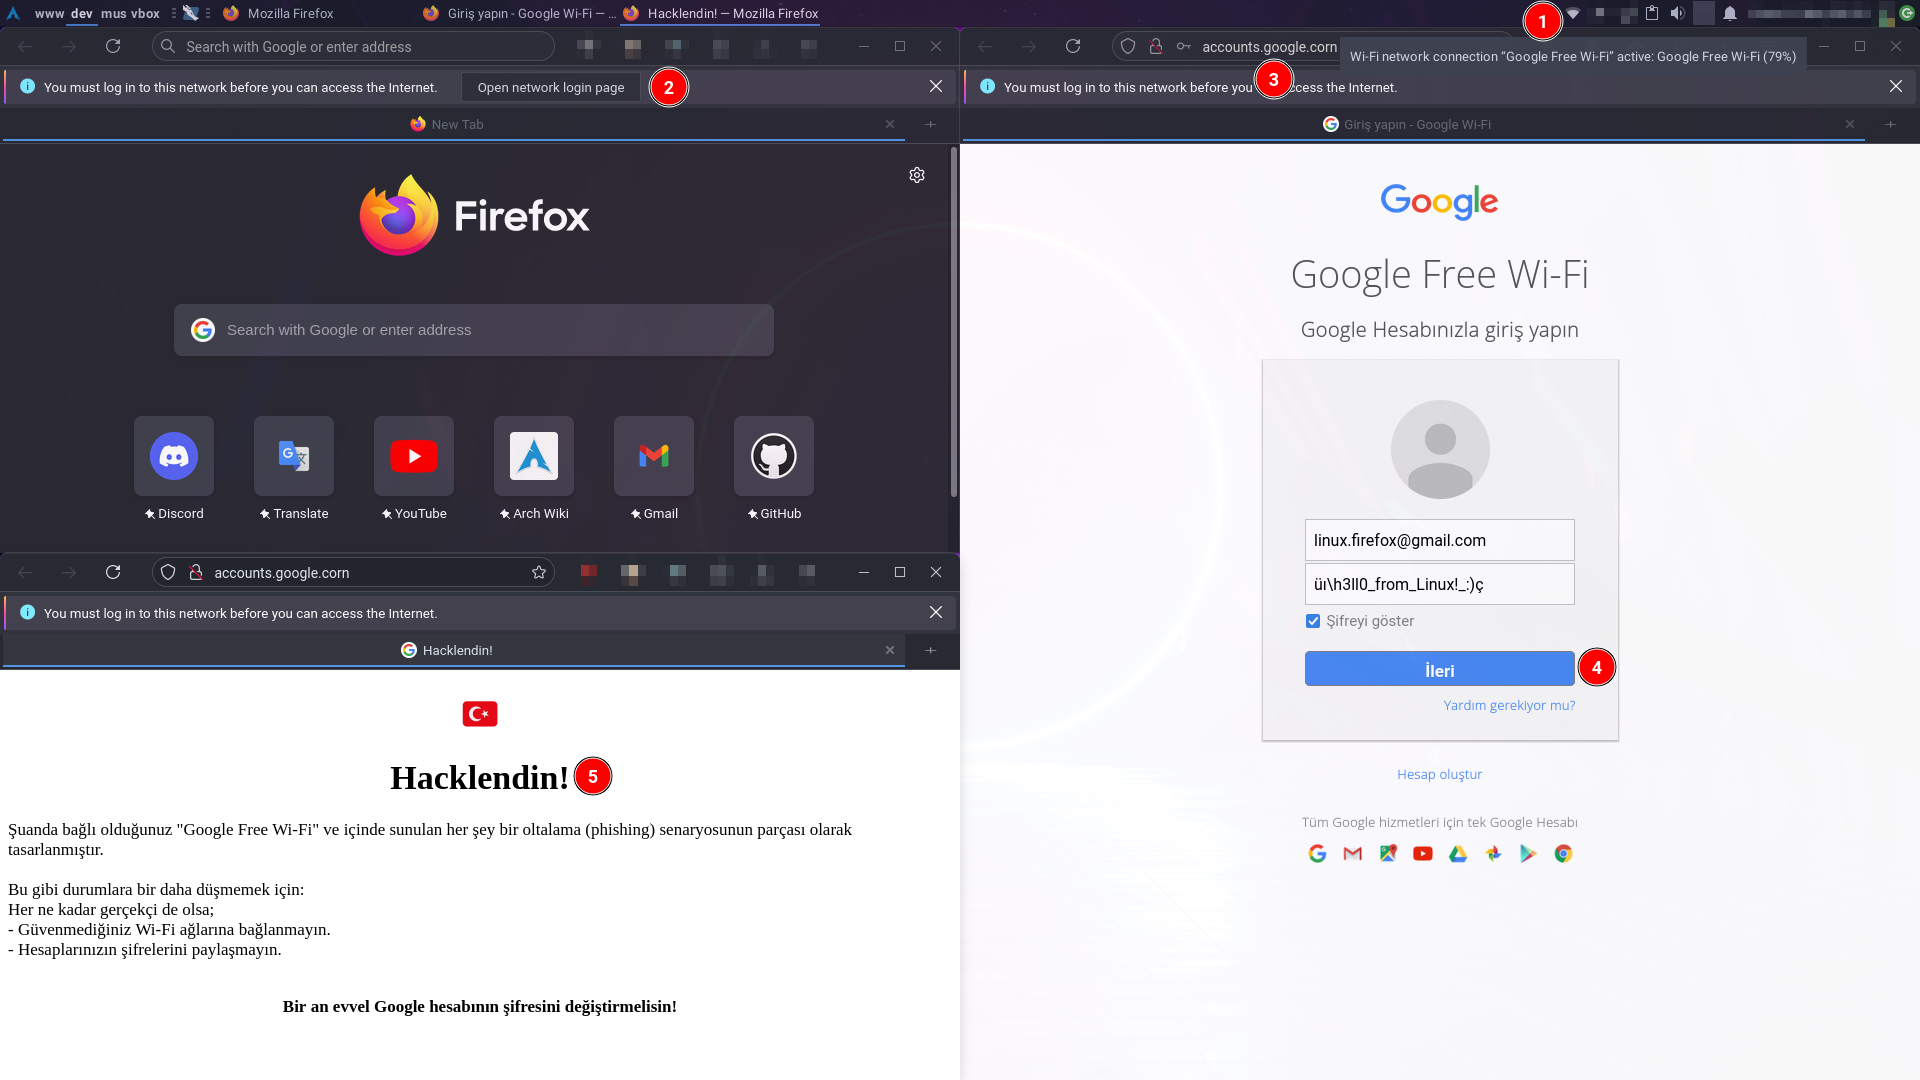 www dev mus vbox
Mozilla Firefox
Giriş yapın - Google Wi-Fi — ...
Hacklendin! — Mozilla Firefox
1
Search with Google or enter address
You must log in to this network before you can access the Internet.
Open network login page
2
New Tab
Firefox
Search with Google or enter address
Discord
Translate
YouTube
Arch Wiki
Gmail
GitHub
accounts.google.corn
Wi-Fi network connection “Google Free Wi-Fi” active: Google Free Wi-Fi (79%)
3
You must log in to this network before you ccess the Internet.
Giriş yapın - Google Wi-Fi
Google
Google Free Wi-Fi
Google Hesabınızla giriş yapın
linux.firefox@gmail.com
üı\h3ll0_from_Linux!_:)ç
Şifreyi göster
İleri
4
Yardım gerekiyor mu?
Hesap oluştur
Tüm Google hizmetleri için tek Google Hesabı
accounts.google.corn
You must log in to this network before you can access the Internet.
Hacklendin!
Hacklendin!
5
Şuanda bağlı olduğunuz "Google Free Wi-Fi" ve içinde sunulan her şey bir oltalama (phishing) senaryosunun parçası olarak
tasarlanmıştır.
Bu gibi durumlara bir daha düşmemek için:
Her ne kadar gerçekçi de olsa;
- Güvenmediğiniz Wi-Fi ağlarına bağlanmayın.
- Hesaplarınızın şifrelerini paylaşmayın.
Bir an evvel Google hesabının şifresini değiştirmelisin!